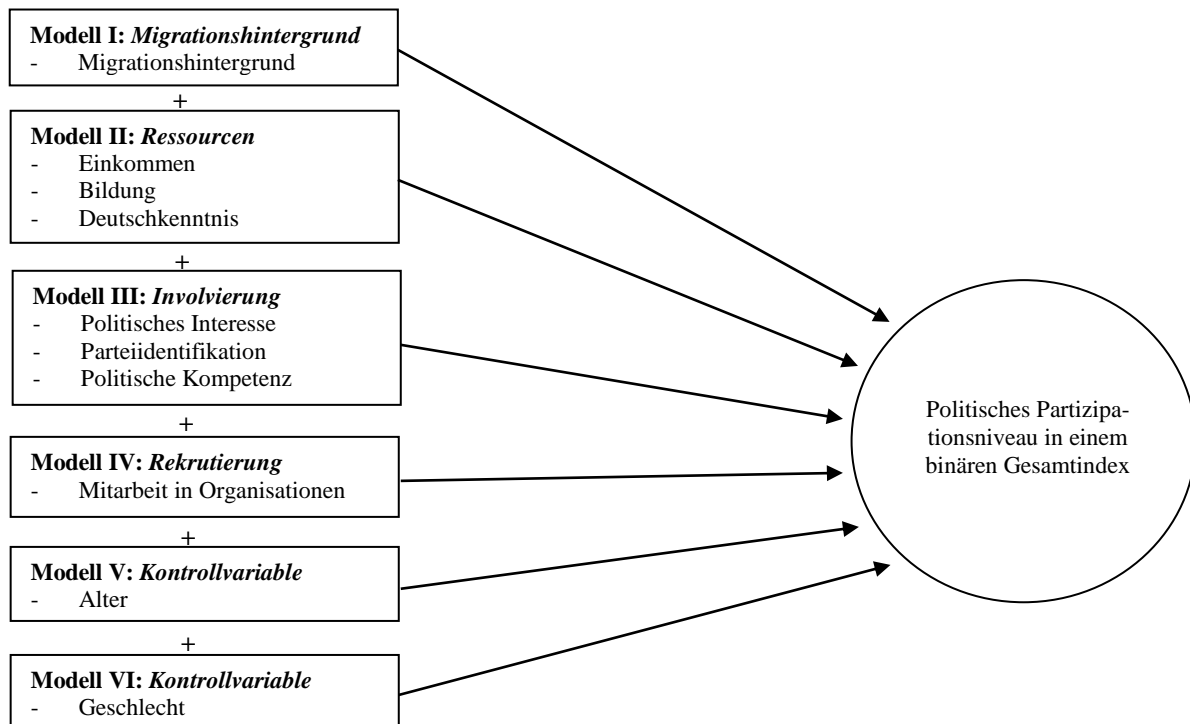 Modell I: Migrationshintergrund
- Migrationshintergrund
+
Modell II: Ressourcen
- Einkommen
- Bildung
- Deutschkenntnis
+
Modell III: Involvierung
- Politisches Interesse
- Parteiidentifikation
- Politische Kompetenz
+
Modell IV: Rekrutierung
- Mitarbeit in Organisationen
+
Modell V: Kontrollvariable
- Alter
+
Modell VI: Kontrollvariable
- Geschlecht
Politisches Partizipa-
tionsniveau in einem
binären Gesamtindex